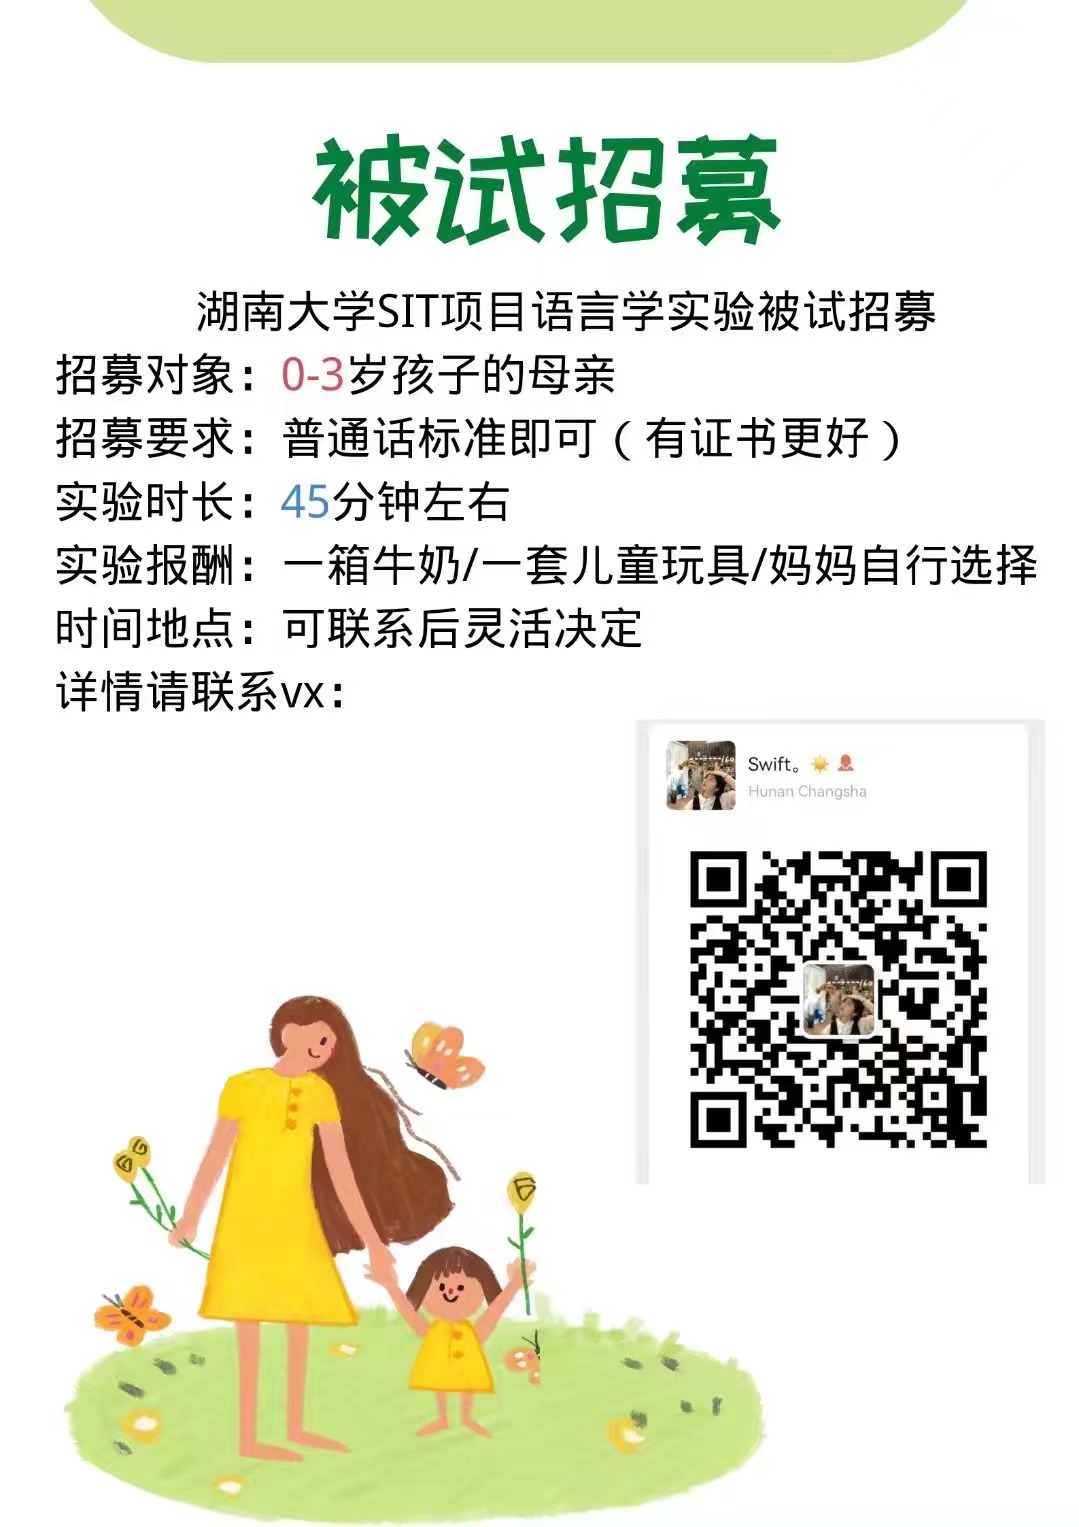 被试招募
湖南大学SIT项目语言学实验被试招募
招募对象：0-3岁孩子的母亲
招募要求：普通话标准即可（有证书更好）
实验时长：45分钟左右
实验报酬：一箱牛奶/一套儿童玩具/妈妈自行选择
时间地点：可联系后灵活决定
详情请联系vx：
Swift。
Hunan Changsha